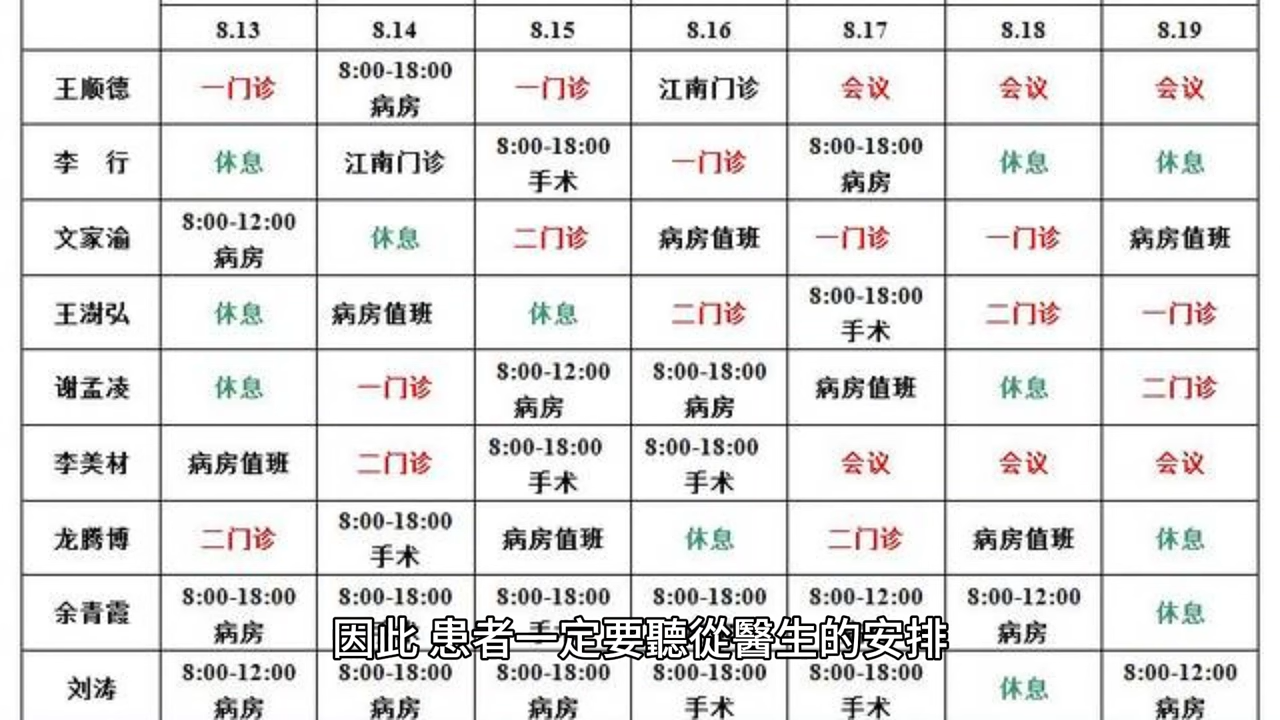 8.13 8.14 8.15 8.16 8.17 8.18 8.19
王顺德 一门诊 8:00-18:00 病房 一门诊 江南门诊 会议 会议 会议
李 行 休息 江南门诊 8:00-18:00 手术 一门诊 8:00-18:00 病房 休息 休息
文家渝 8:00-12:00 病房 休息 二门诊 病房值班 一门诊 一门诊 病房值班
王澍弘 休息 病房值班 休息 二门诊 8:00-18:00 手术 二门诊 一门诊
谢孟凌 休息 一门诊 8:00-12:00 病房 8:00-18:00 病房 病房值班 休息 二门诊
李美材 病房值班 二门诊 8:00-18:00 手术 8:00-18:00 手术 会议 会议 会议
龙腾博 二门诊 8:00-18:00 手术 病房值班 休息 二门诊 病房值班 休息
余青霞 8:00-18:00 病房 8:00-18:00 8:00-18:00 8:00-18:00 8:00-12:00 8:00-12:00 病房 休息
因此 患者一定要聽從醫生的安排
刘涛 8:00-12:00 病房 8:00-18:00 病房 8:00-18:00 病房 8:00-18:00 手术 8:00-18:00 手术 休息 8:00-12:00 病房